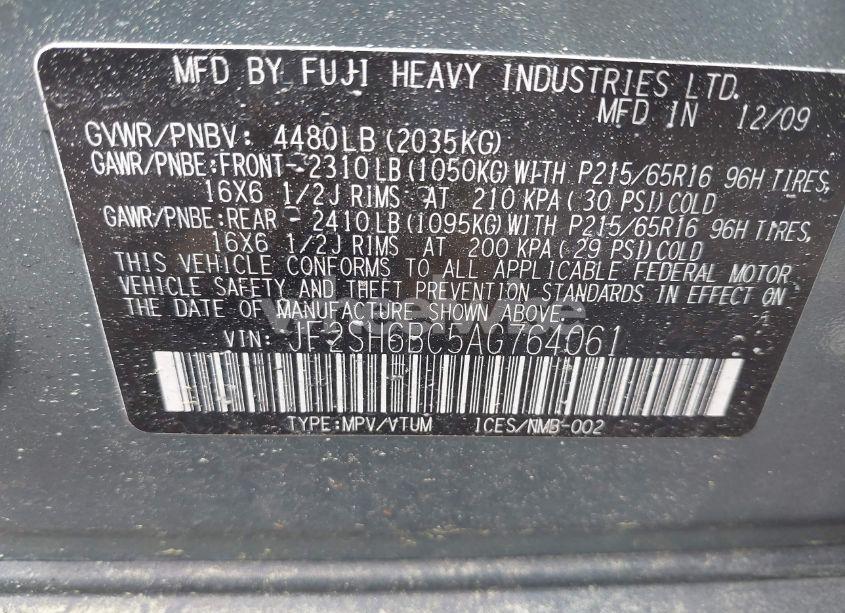 MFD BY FUJI HEAVY INDUSTRIES LTD.
MFD IN 12/09
GVWR/PNBV: 4480LB(2035KG)
GAWR/PNBE:FRONT-2310LB(1050KG)WITH P215/65R16 96H TIRES,
16X6 1/2J RIMS AT 210 KPA(30 PSI)COLD
GAWR/PNBE:REAR - 2410LB(1095KG)WITH P215/65R16 96H TIRES,
16X6 1/2J RIMS AT 200 KPA(29 PSI)COLD
THIS VEHICLE CONFORMS TO ALL APPLICABLE FEDERAL MOTOR
VEHICLE SAFETY AND THEFT PREVENTION STANDARDS IN EFFECT ON
THE DATE OF MANUFACTURE SHOWN ABOVE.
VIN: JF2SH6BC5AG764061
TYPE:MPV/VTUM ICES/NMB-002